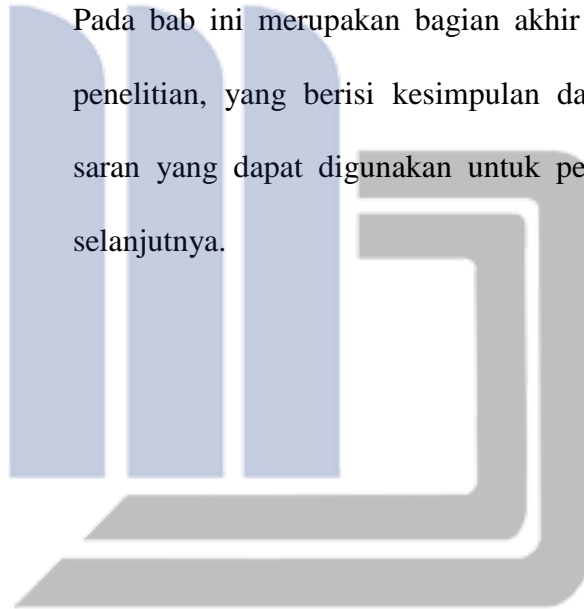 Pada bab ini merupakan bagian akhir
penelitian, yang berisi kesimpulan
saran yang dapat digunakan untuk
selanjutnya.